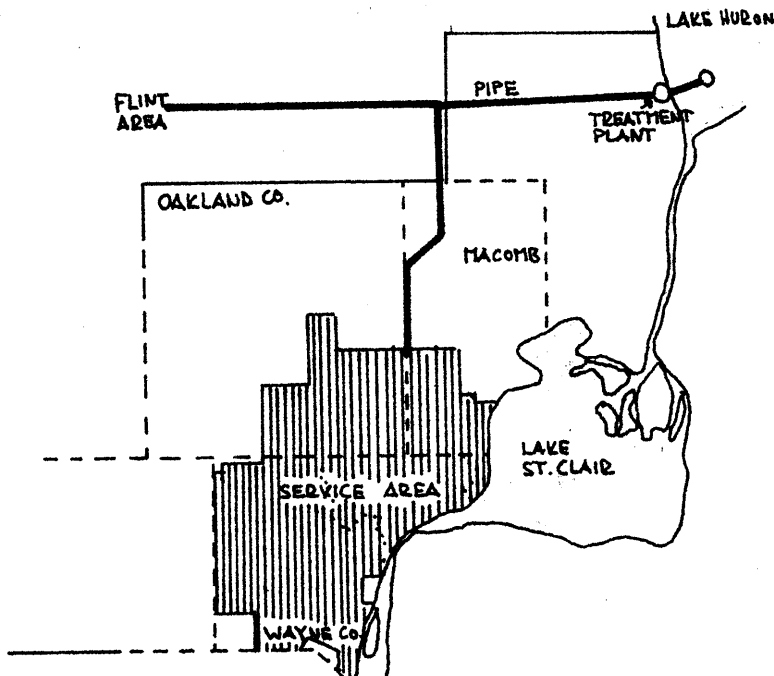 LAKE HURON
FLINT
AREA
PIPE
TREATMENT
PLANT
OAKLAND CO.
MACOMB
LAKE
ST. CLAIR
SERVICE AREA
WAYNE CO.